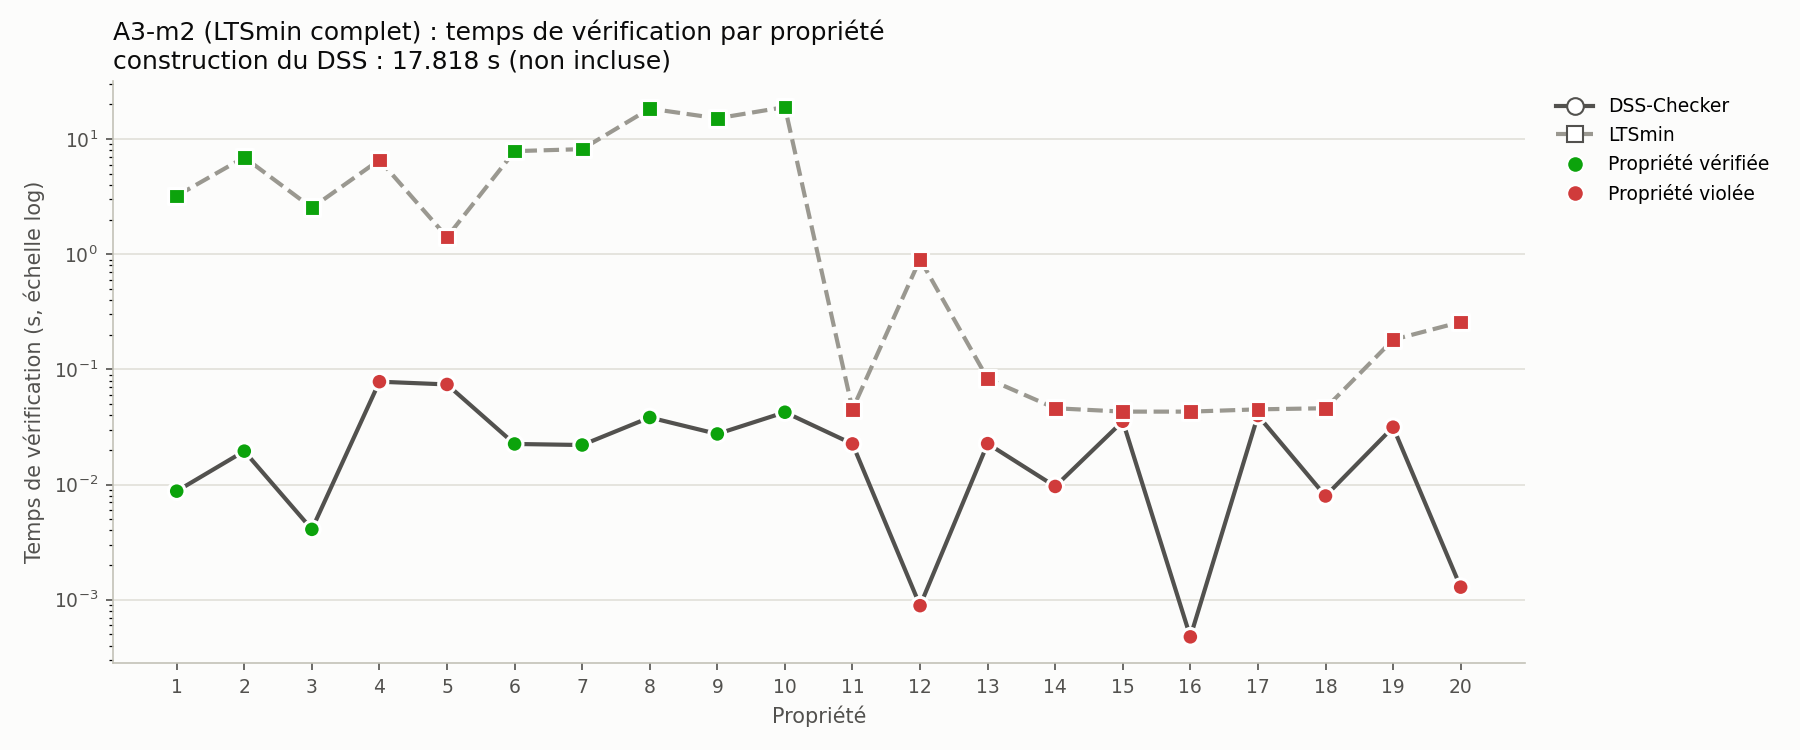 A3-m2 (LTSmin complet) : temps de vérification par propriété
construction du DSS : 17.818 s (non incluse)
DSS-Checker
LTSmin
Propriété vérifiée
Propriété violée
Temps de vérification (s, échelle log)
10¹
10⁰
10⁻¹
10⁻²
10⁻³
1 2 3 4 5 6 7 8 9 10 11 12 13 14 15 16 17 18 19 20
Propriété